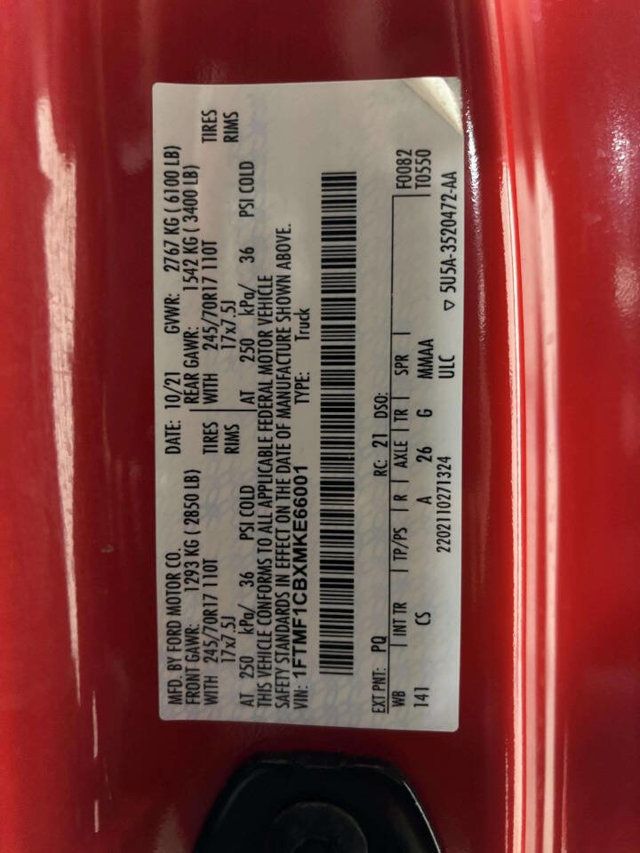 MFD. BY FORD MOTOR CO. DATE: 10/21 GVWR: 2767 KG ( 6100 LB)
FRONT GAWR: 1293 KG ( 2850 LB) REAR GAWR: 1542 KG ( 3400 LB)
WITH 245/70R17 110T TIRES WITH 245/70R17 110T TIRES
17x7.5J RIMS 17x7.5J RIMS
AT 250 kPa/ 36 PSI COLD AT 250 kPa/ 36 PSI COLD
THIS VEHICLE CONFORMS TO ALL APPLICABLE FEDERAL MOTOR VEHICLE
SAFETY STANDARDS IN EFFECT ON THE DATE OF MANUFACTURE SHOWN ABOVE.
VIN: 1FTMF1CBXMKE66001 TYPE: Truck
EXT PNT: PQ RC: 21 DSO: F0082
WB INT TR TP/PS R AXLE TR SPR T0550
141 CS A 26 G MMAA
2202110271324 ULC ▽ 5U5A-3520472-AA